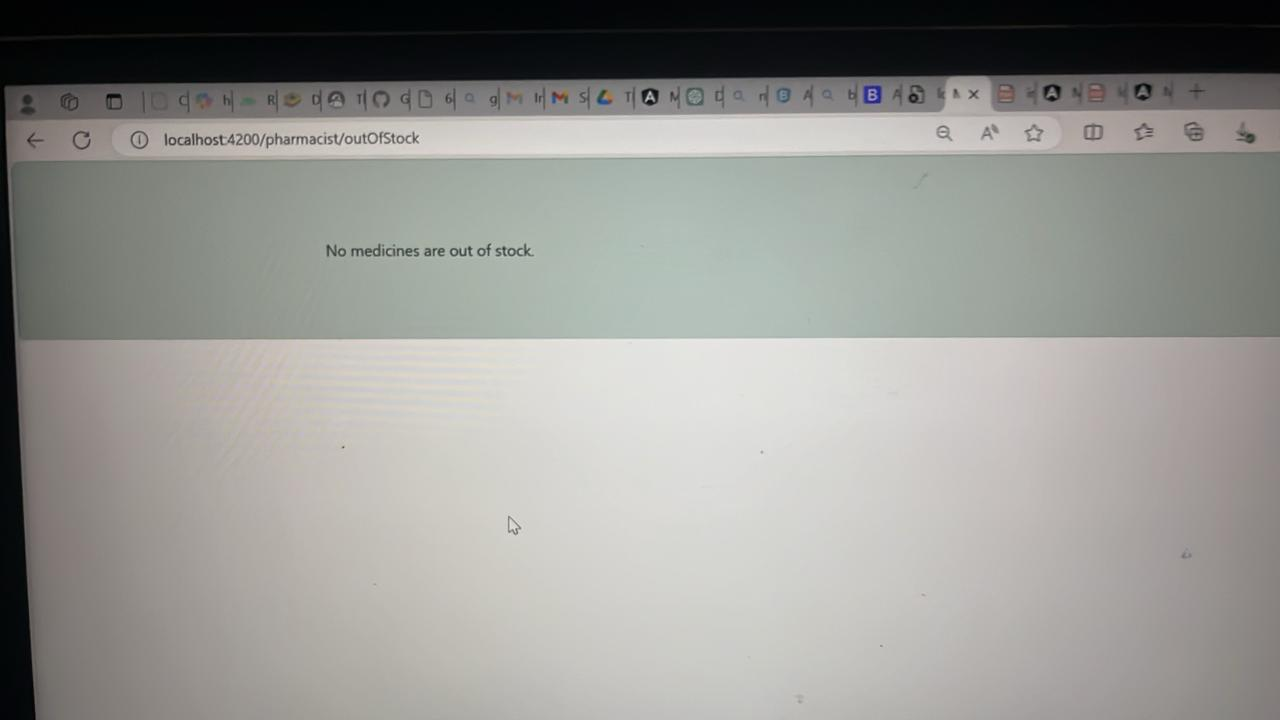 localhost:4200/pharmacist/outOfStock
No medicines are out of stock.